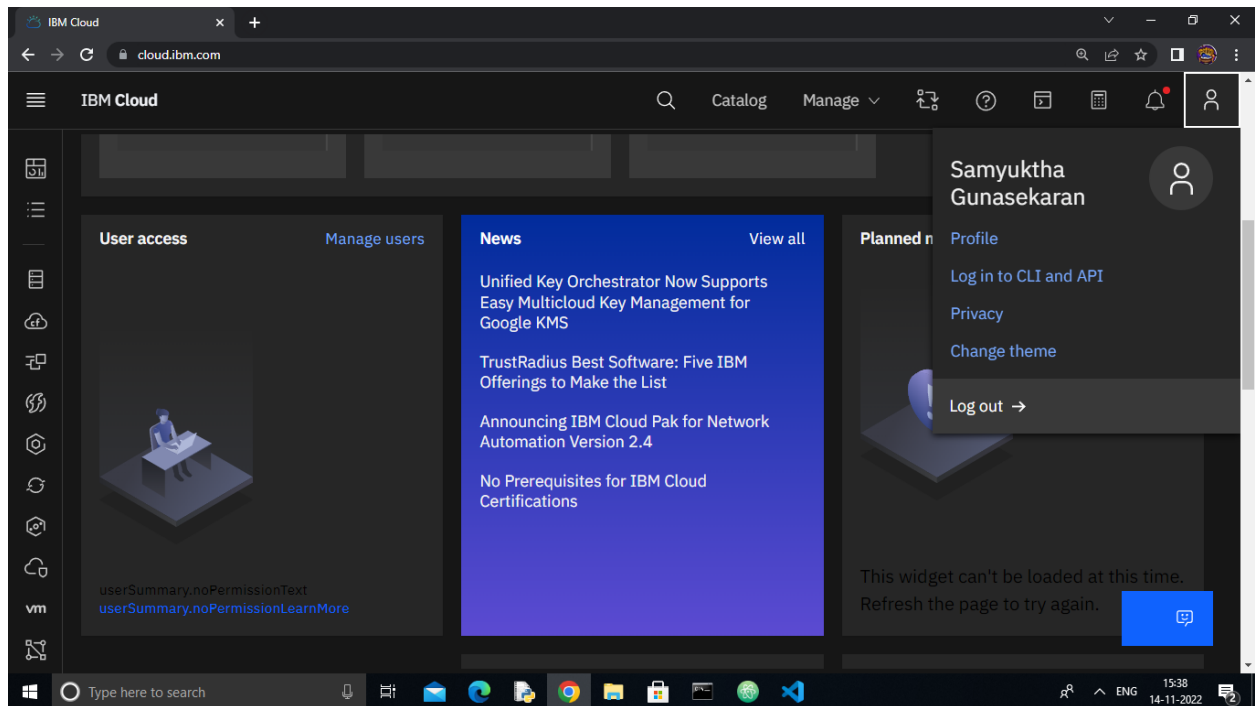 IBM Cloud
cloud.ibm.com
IBM Cloud
Catalog
Manage
Samyuktha
Gunasekaran
Profile
Log in to CLI and API
Privacy
Change theme
Log out →
User access
Manage users
userSummary.noPermissionText
userSummary.noPermissionLearnMore
News
View all
Unified Key Orchestrator Now Supports
Easy Multicloud Key Management for
Google KMS
TrustRadius Best Software: Five IBM
Offerings to Make the List
Announcing IBM Cloud Pak for Network
Automation Version 2.4
No Prerequisites for IBM Cloud
Certifications
Planned
This widget can't be loaded at this time.
Refresh the page to try again.
cf
vm
Type here to search
ENG
15:38
14-11-2022
2